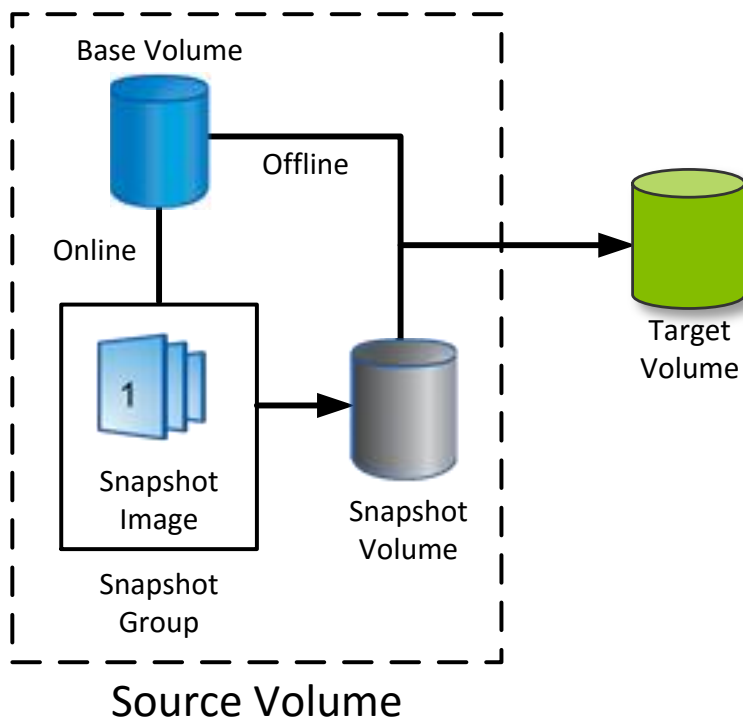 Base Volume
Offline
Online
1
Snapshot
Image
Snapshot
Volume
Snapshot
Group
Target
Volume
Source Volume